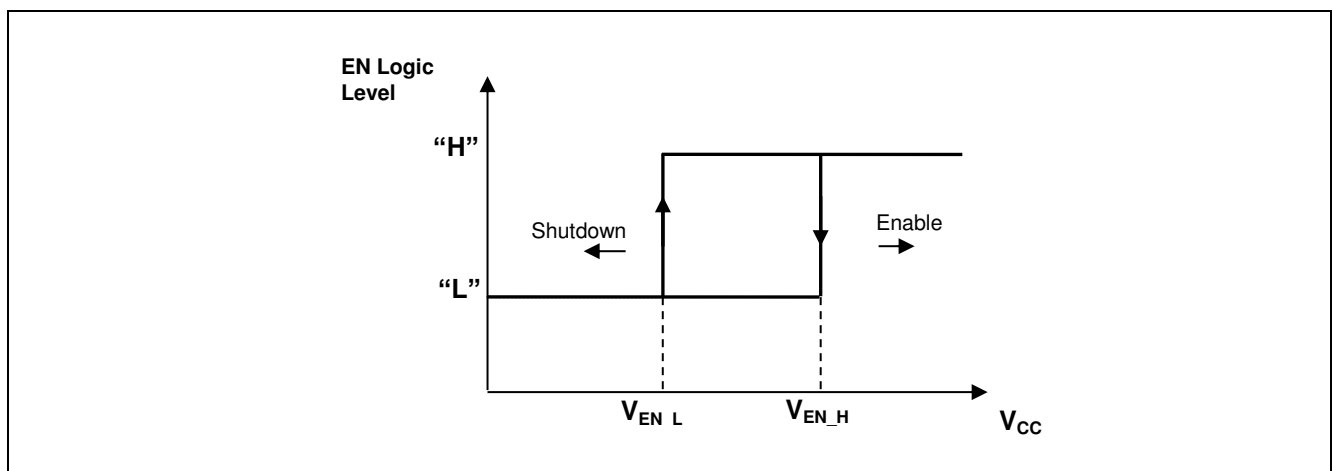 EN Logic
Level
“H”
Shutdown
Enable
“L”
V_EN_L
V_EN_H
V_CC